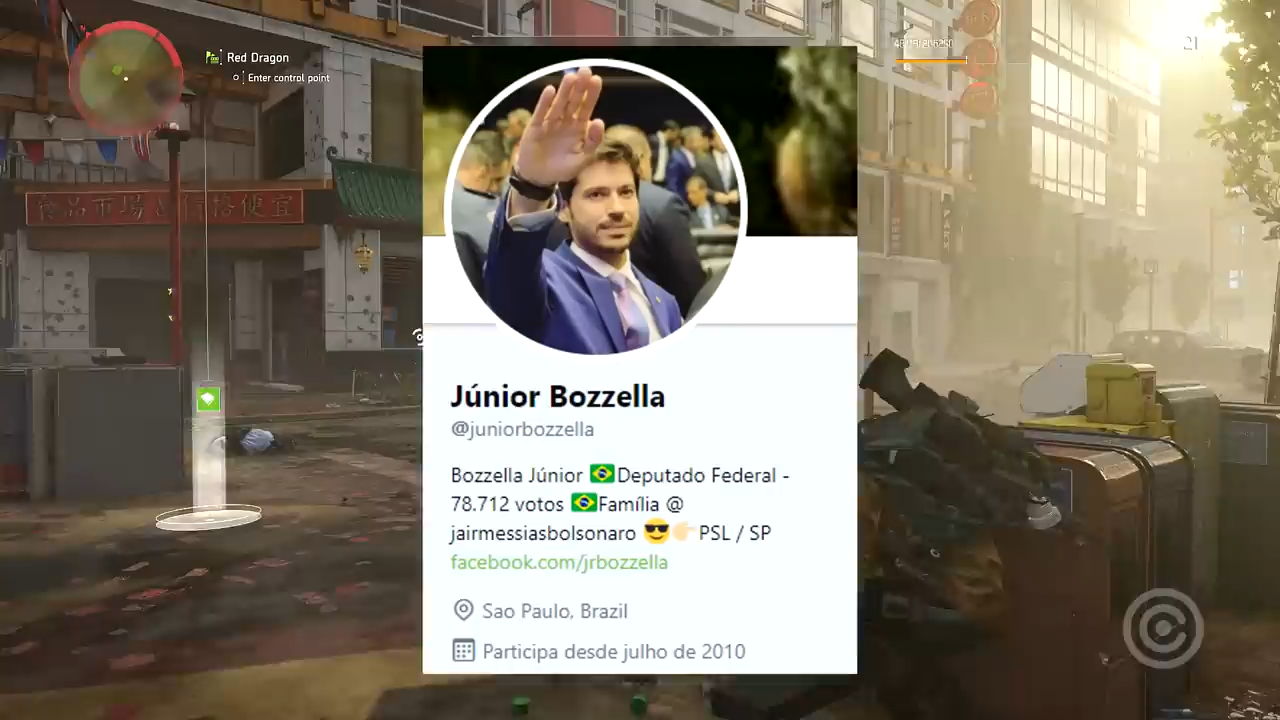 Red Dragon
Enter control point
Júnior Bozzella
@juniorbozzella
Bozzella Júnior 🇧🇷Deputado Federal -
78.712 votos 🇧🇷Família @
jairmessiasbolsonaro 😎👉🏻PSL / SP
facebook.com/jrbozzella
Sao Paulo, Brazil
Participa desde julho de 2010